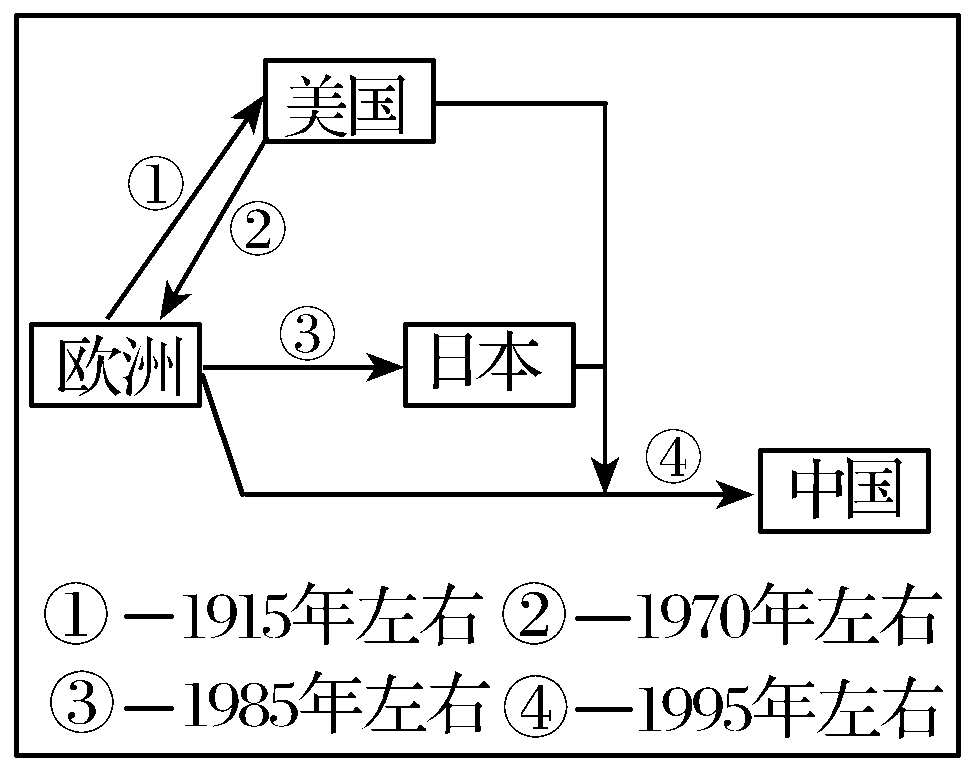 美国
①
②
③
欧洲
日本
④
中国
①—1915年左右 ②—1970年左右
③—1985年左右 ④—1995年左右